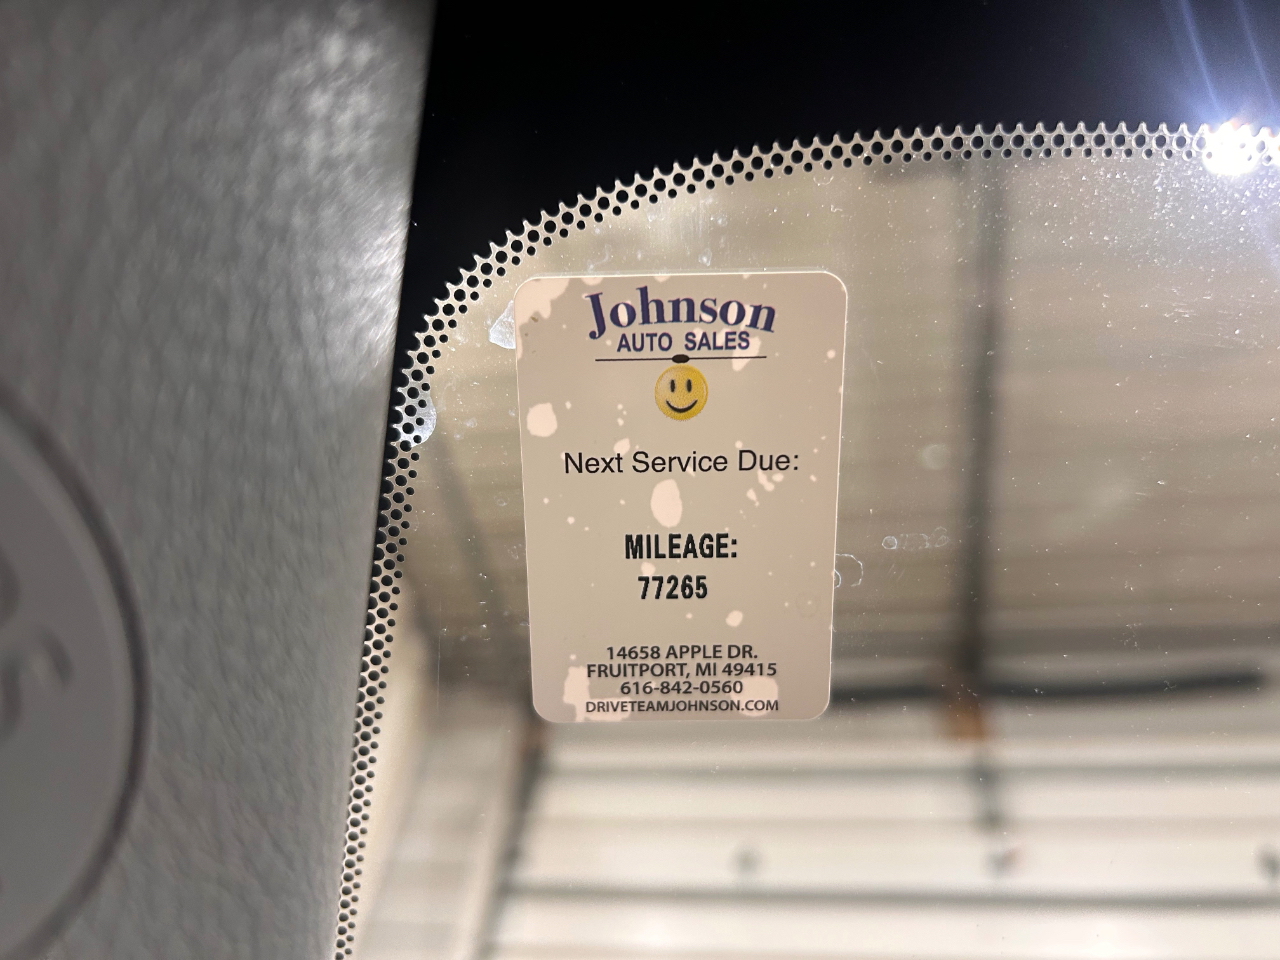 Johnson
AUTO SALES
Next Service Due:
MILEAGE:
77265
14658 APPLE DR.
FRUITPORT, MI 49415
616-842-0560
DRIVETEAMJOHNSON.COM